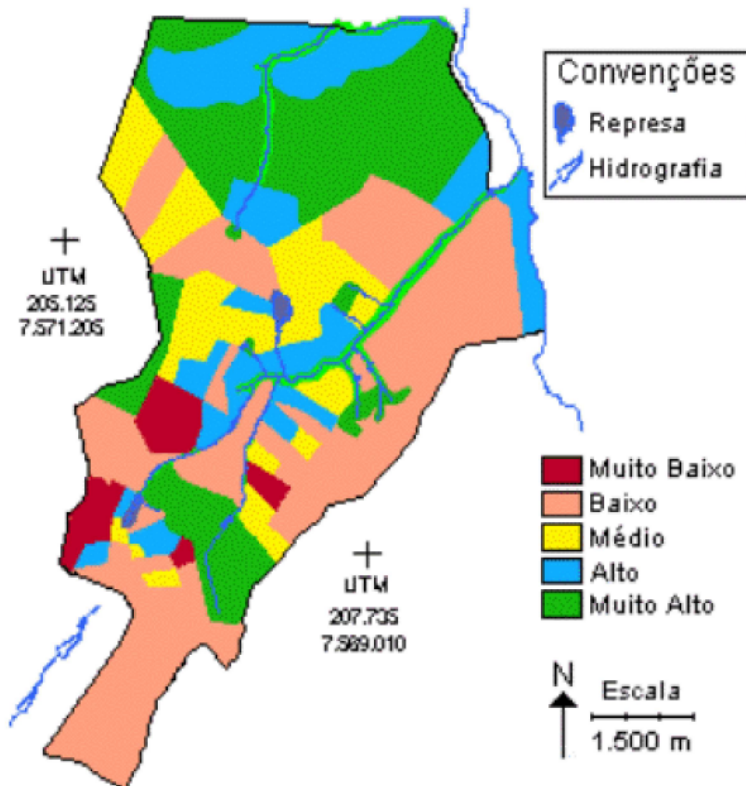 Convenções
Represa
Hidrografia
UTM
205.125
7.571.205
Muito Baixo
Baixo
Médio
Alto
Muito Alto
UTM
207.735
7.569.010
N
Escala
1.500 m